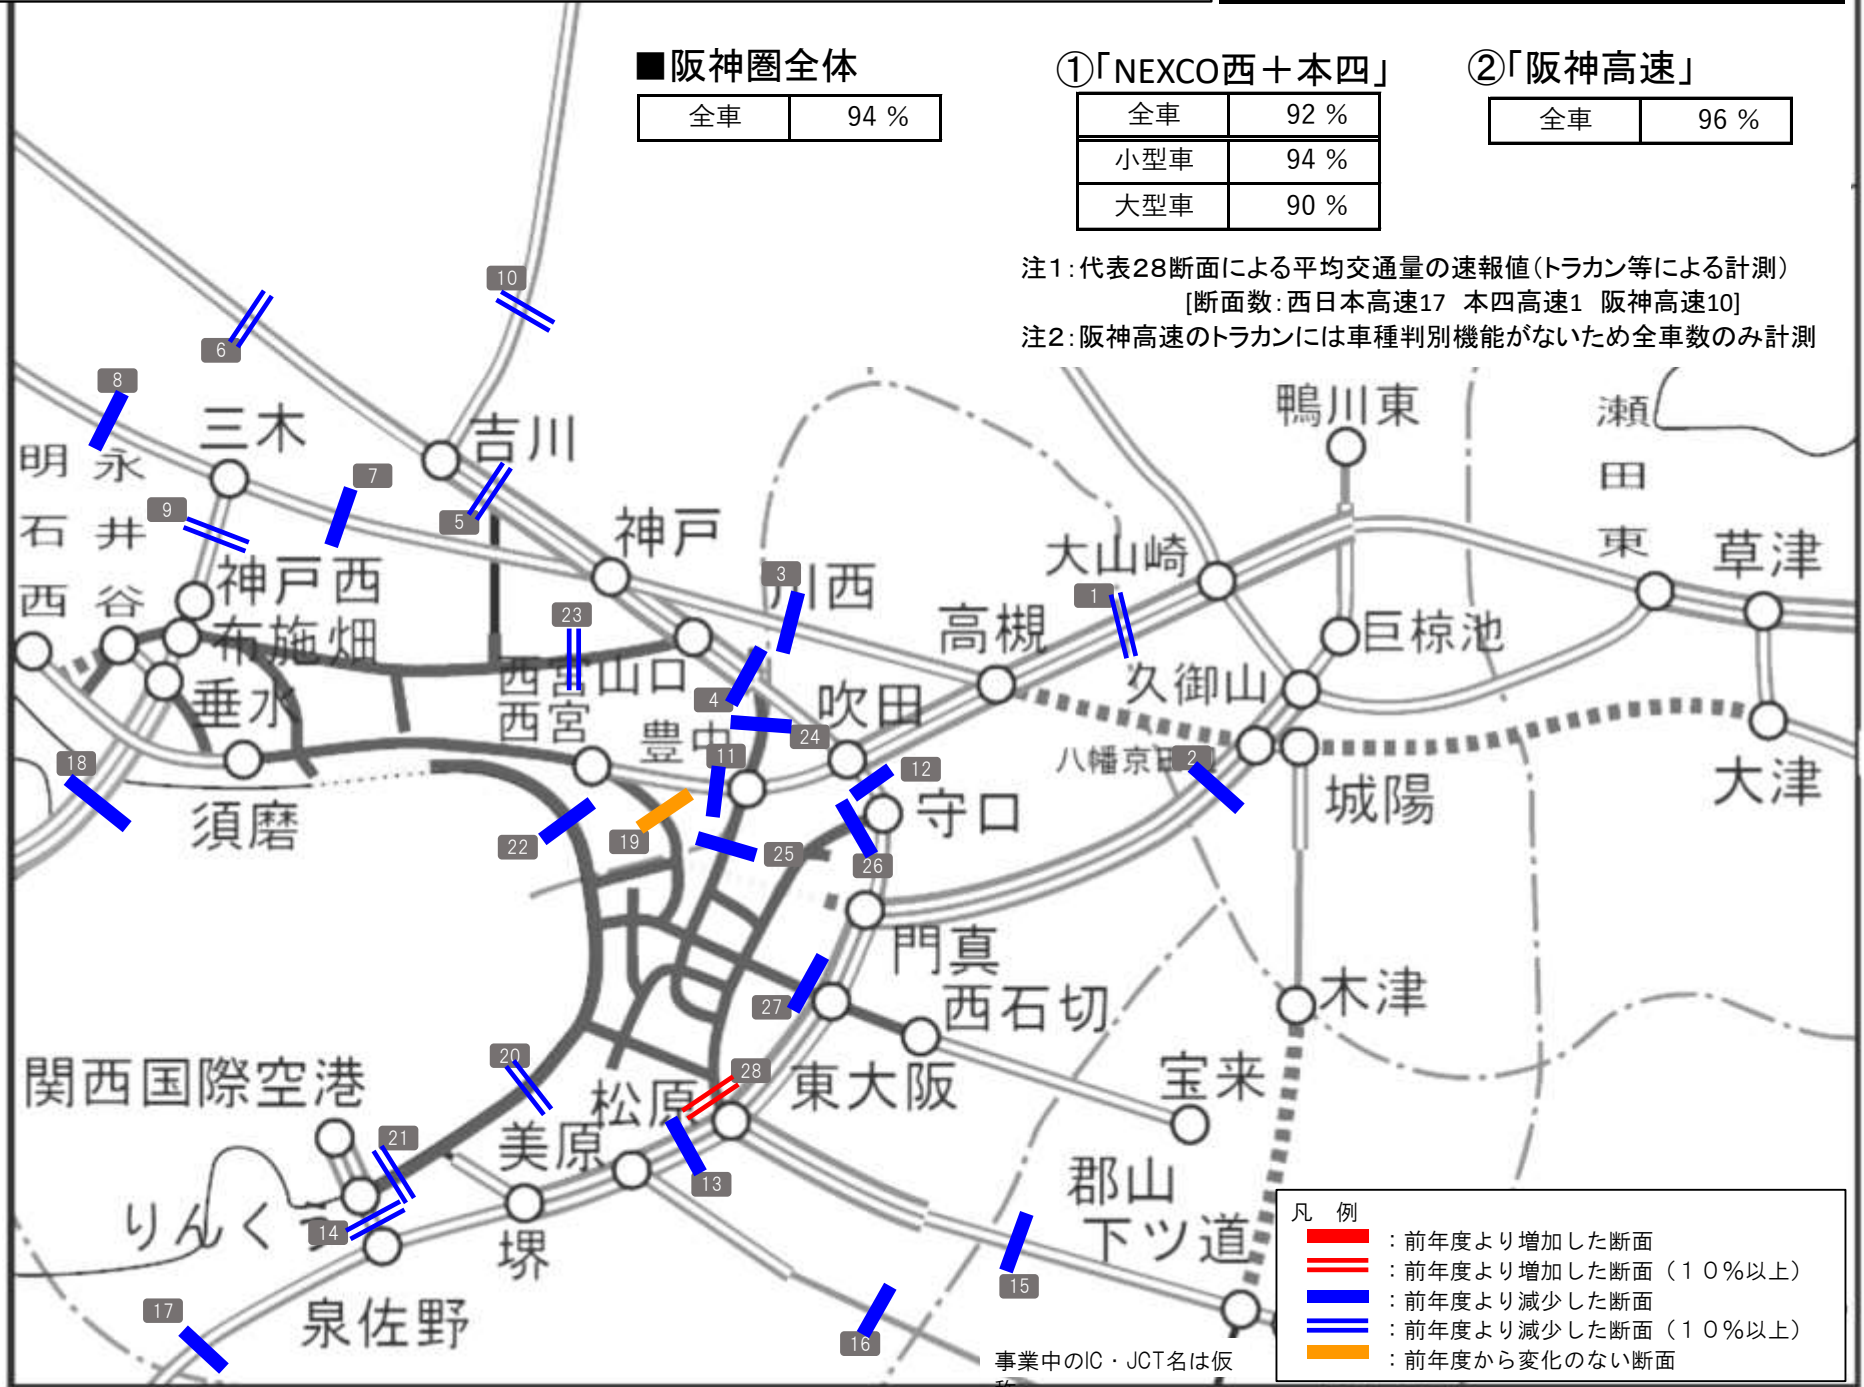 ■阪神圏全体
全車 94 %
①「NEXCO西＋本四」
全車 92 %
小型車 94 %
大型車 90 %
②「阪神高速」
全車 96 %
注1：代表28断面による平均交通量の速報値（トラカン等による計測）
[断面数：西日本高速17 本四高速1 阪神高速10]
注2：阪神高速のトラカンには車種判別機能がないため全車数のみ計測
10
6
8
三木
吉川
鴨川東
瀬田東
明石西
永井谷
7
9
5
神戸
大山崎
草津
神戸西
3
川西
1
布施畑
23
高槻
巨椋池
西宮山口
4
久御山
垂水
西宮
豊中
吹田
24
11
12
八幡京田
2
18
須磨
22
19
25
26
守口
城陽
大津
門真
27
西石切
木津
関西国際空港
20
松原
28
東大阪
宝来
21
美原
13
郡山
下ツ道
りんくう
14
堺
15
17
泉佐野
16
事業中のIC・JCT名は仮
称
凡 例
：前年度より増加した断面
：前年度より増加した断面（１０％以上）
：前年度より減少した断面
：前年度より減少した断面（１０％以上）
：前年度から変化のない断面